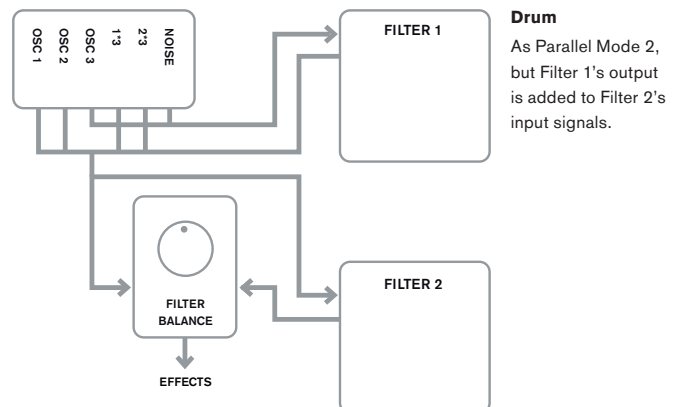 OSC 1
OSC 2
OSC 3
1*3
2*3
NOISE
FILTER 1
Drum
As Parallel Mode 2,
but Filter 1's output
is added to Filter 2's
input signals.
FILTER
BALANCE
EFFECTS
FILTER 2